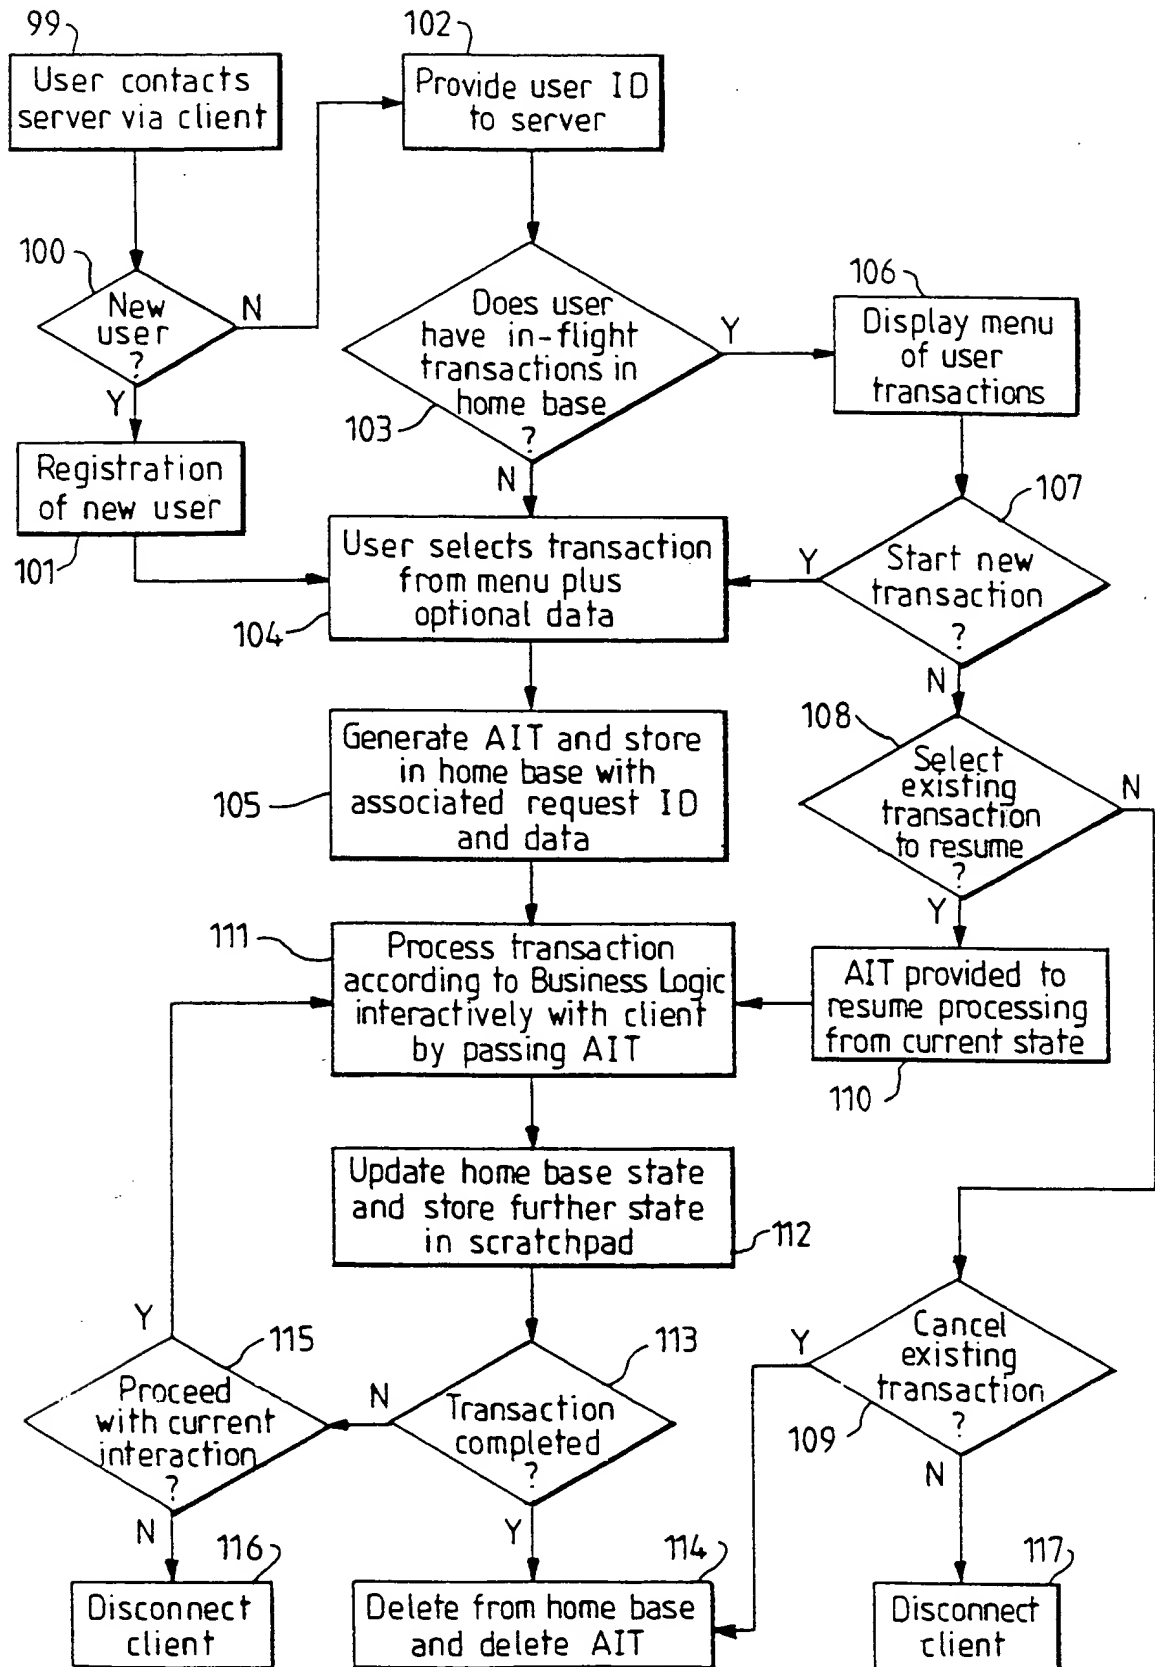 99
User contacts
server via client
102
Provide user ID
to server
100
New
user
?
N
Y
Registration
of new user
101
Does user
have in-flight
transactions in
home base
?
103
Y
N
106
Display menu
of user
transactions
107
Start new
transaction
?
Y
N
User selects transaction
from menu plus
optional data
104
Generate AIT and store
in home base with
associated request ID
and data
105
108
Select
existing
transaction
to resume
?
N
Y
111
Process transaction
according to Business Logic
interactively with client
by passing AIT
AIT provided to
resume processing
from current state
110
Update home base state
and store further state
in scratchpad
112
Y
115
Proceed
with current
interaction
?
N
N
113
Transaction
completed
?
Y
Y
Cancel
existing
transaction
?
109
N
116
Disconnect
client
114
Delete from home base
and delete AIT
117
Disconnect
client